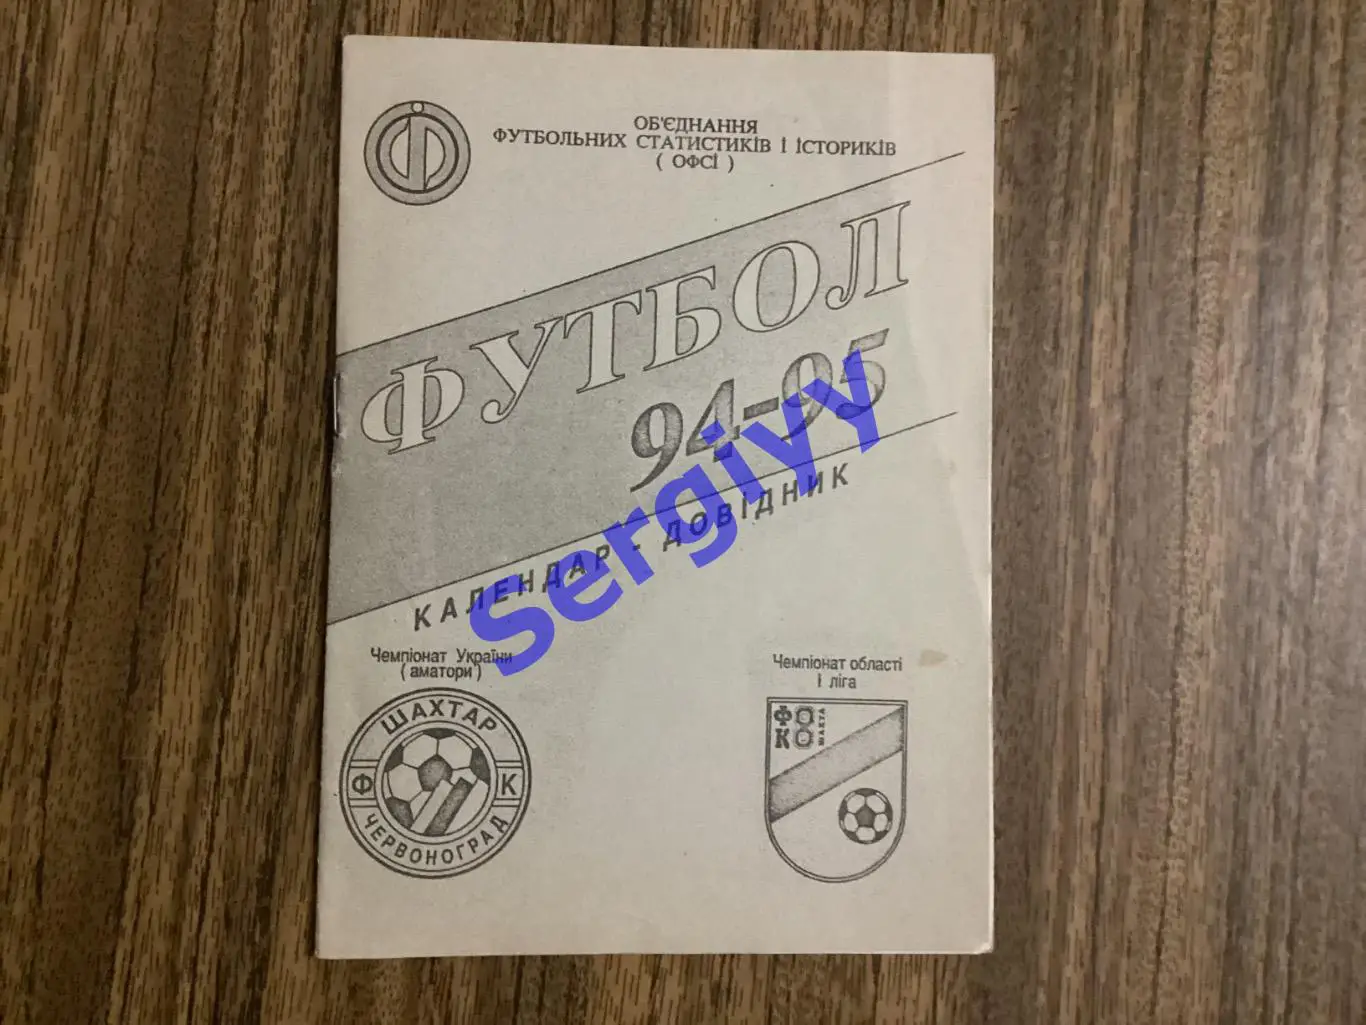 ОБ'ЄДНАННЯ
ФУТБОЛЬНИХ СТАТИСТИКІВ І ІСТОРИКІВ
( ОФСІ )
ФУТБОЛ
94-95
КАЛЕНДАР - ДОВІДНИК
Sergiyy
Чемпіонат України
( аматори )
ШАХТАР
Ф К
ЧЕРВОНОГРАД
Чемпіонат області
І ліга
ШАХТА